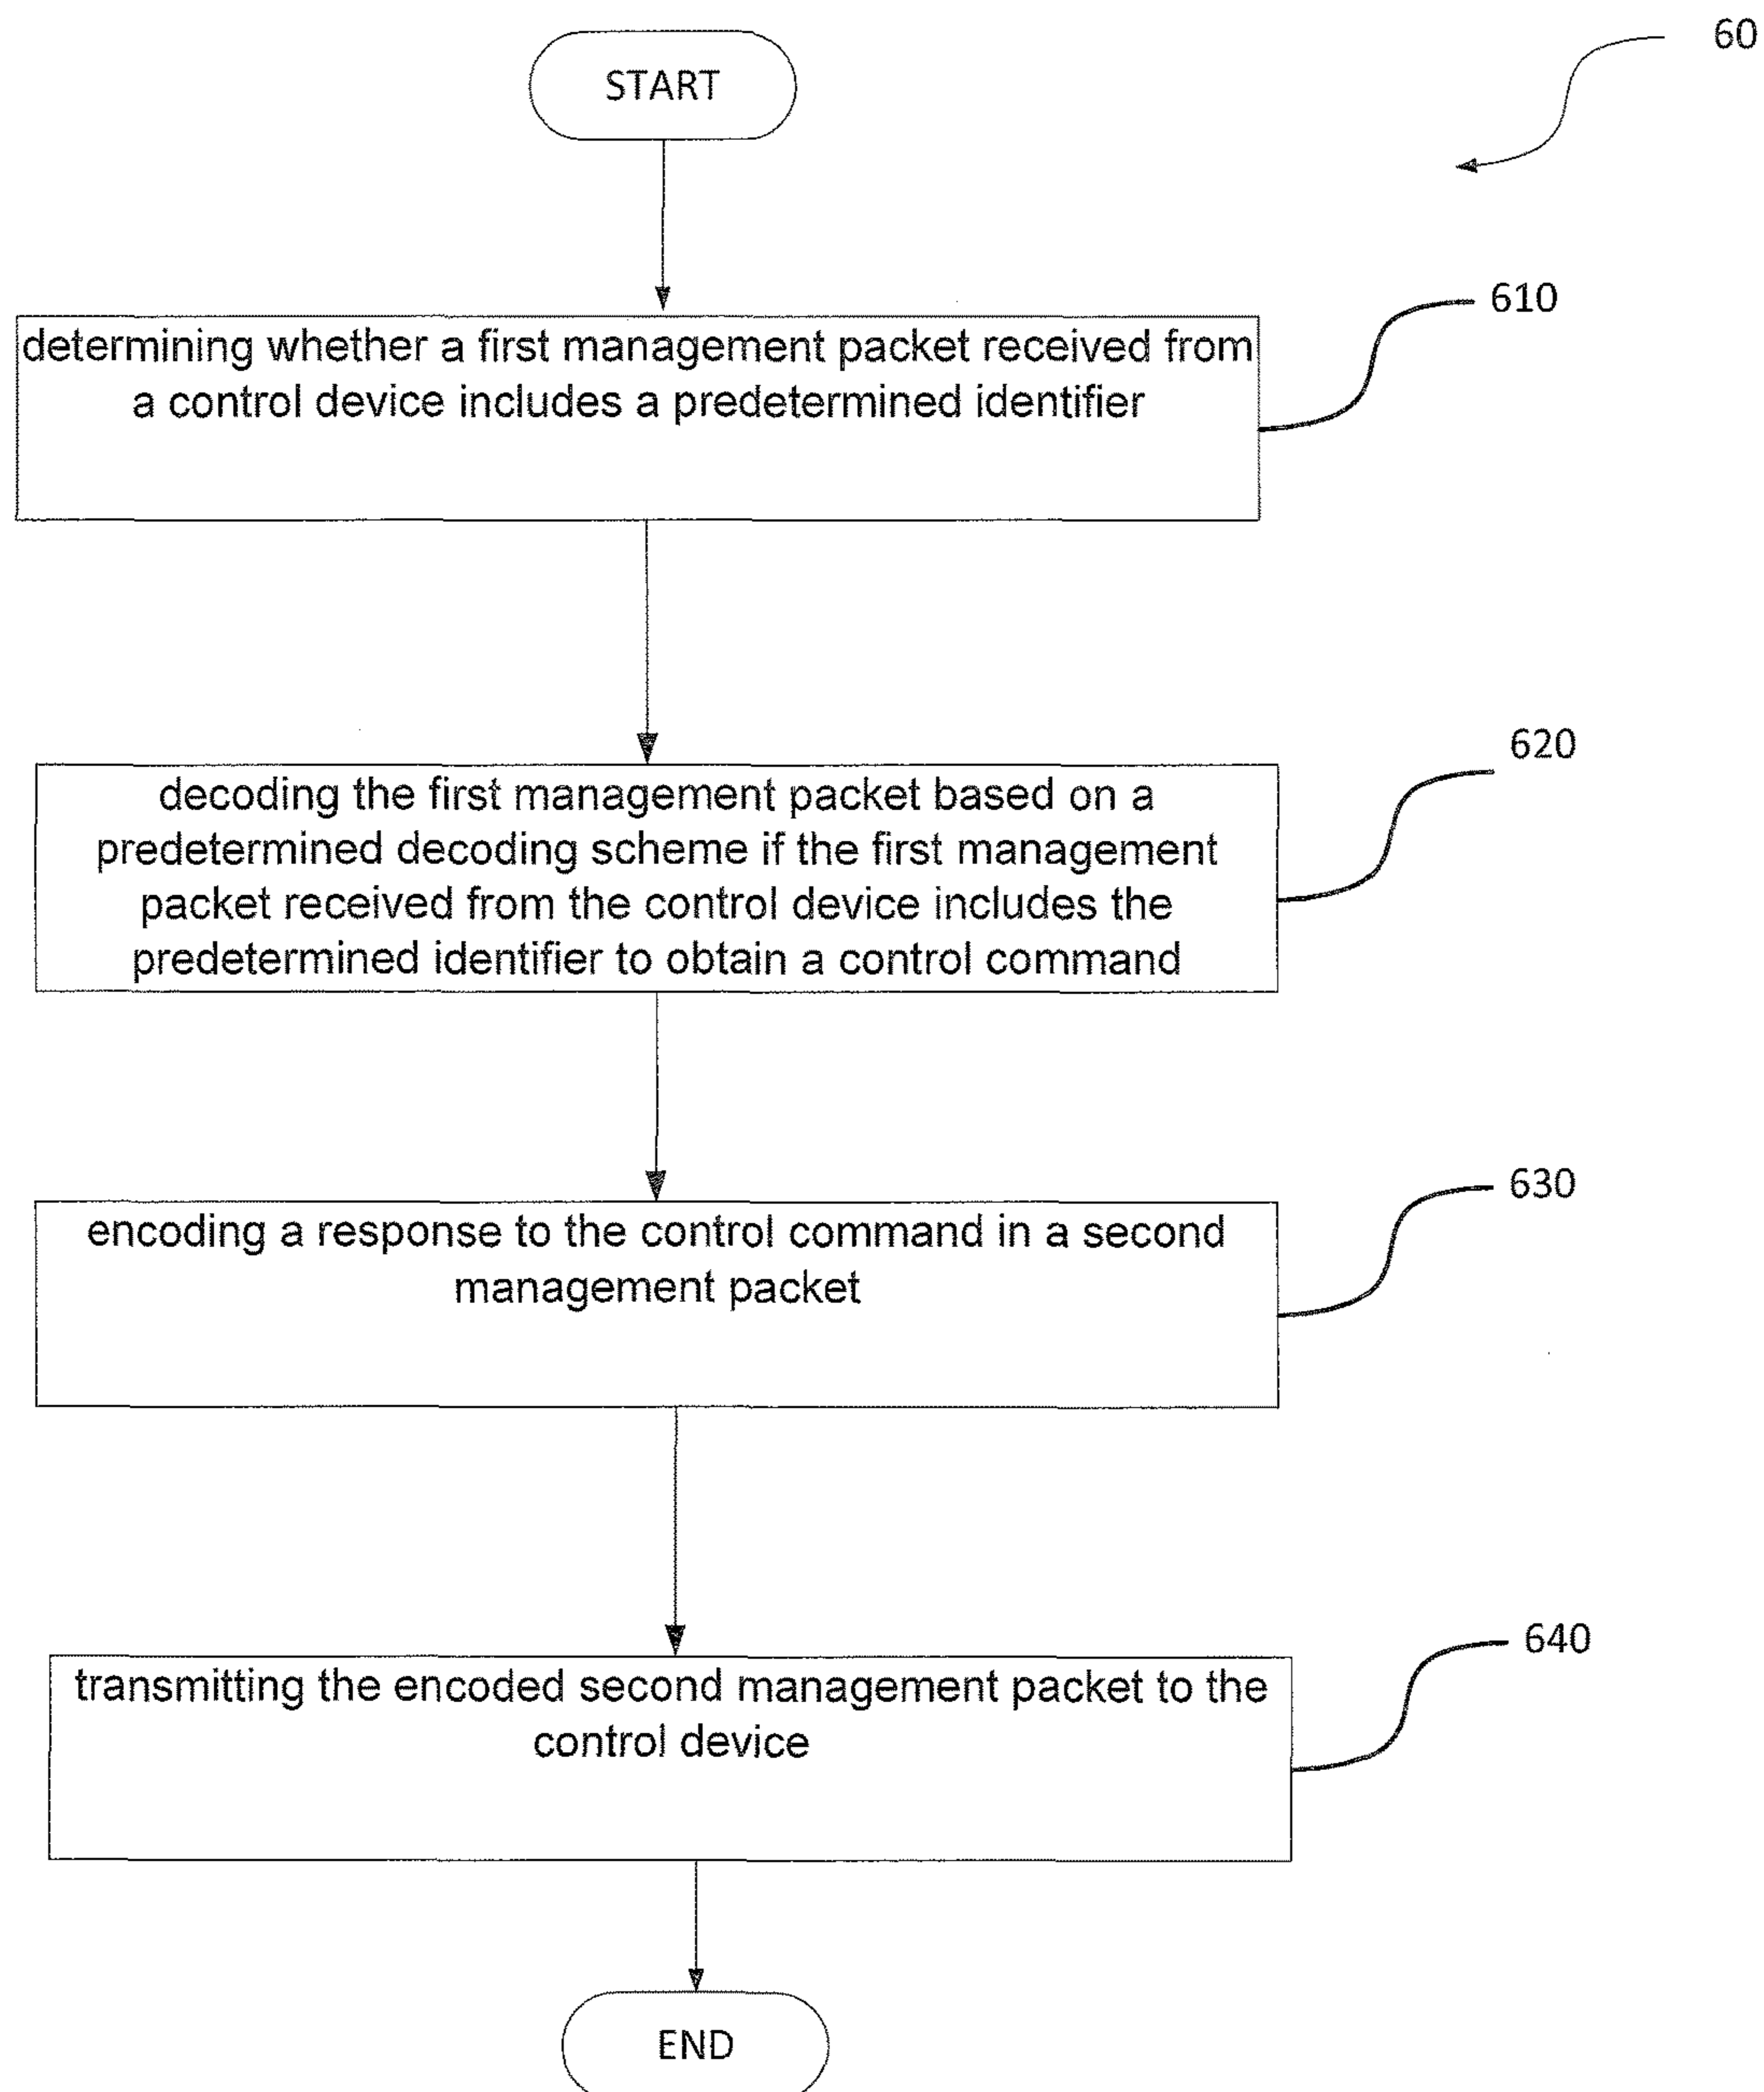 60
START
610
determining whether a first management packet received from
a control device includes a predetermined identifier
620
decoding the first management packet based on a
predetermined decoding scheme if the first management
packet received from the control device includes the
predetermined identifier to obtain a control command
630
encoding a response to the control command in a second
management packet
640
transmitting the encoded second management packet to the
control device
END